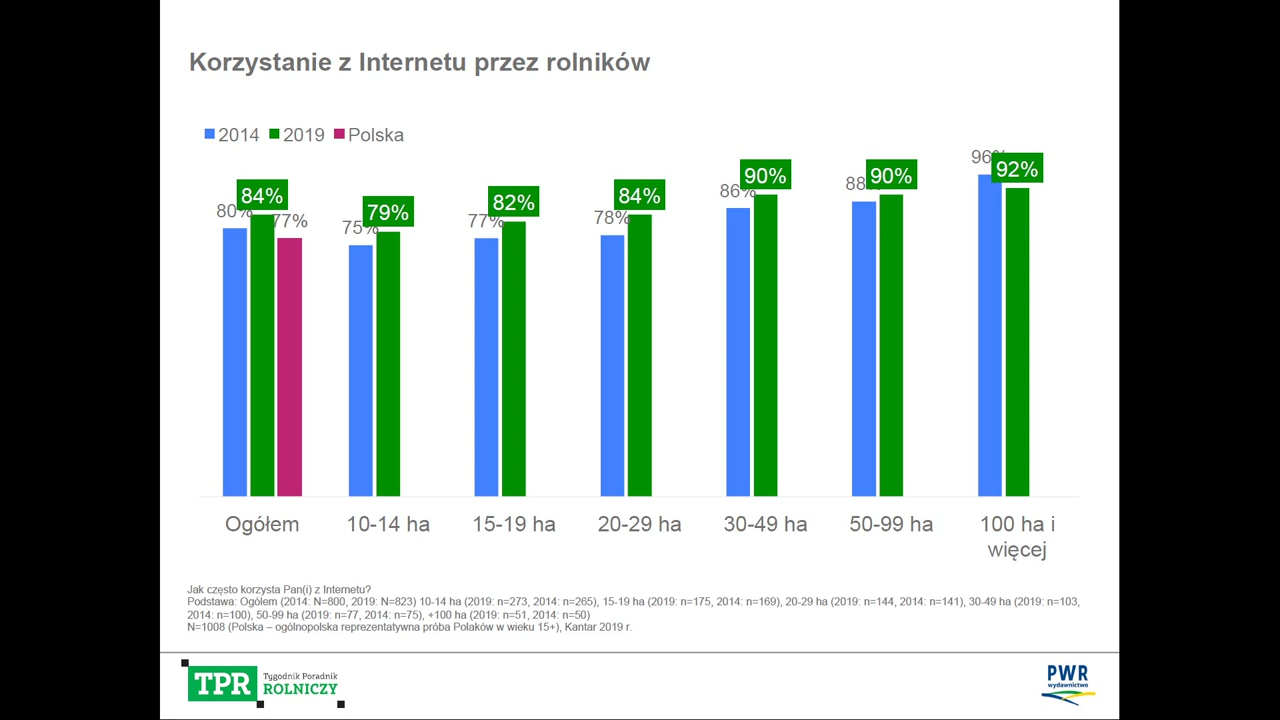 Korzystanie z Internetu przez rolników
2014 2019 Polska
80% 84% 77% 75% 79% 77% 82% 78% 84% 86% 90% 88% 90% 96% 92%
Ogółem 10-14 ha 15-19 ha 20-29 ha 30-49 ha 50-99 ha 100 ha i
więcej
Jak często korzysta Pan(i) z Internetu?
Podstawa: Ogółem (2014: N=800, 2019: N=823) 10-14 ha (2019: n=273, 2014: n=265), 15-19 ha (2019: n=175, 2014: n=169), 20-29 ha (2019: n=144, 2014: n=141), 30-49 ha (2019: n=103,
2014: n=100), 50-99 ha (2019: n=77, 2014: n=75), +100 ha (2019: n=51, 2014: n=50)
N=1008 (Polska – ogólnopolska reprezentatywna próba Polaków w wieku 15+), Kantar 2019 r.
TPR Tygodnik Poradnik
ROLNICZY
PWR
wydawnictwo